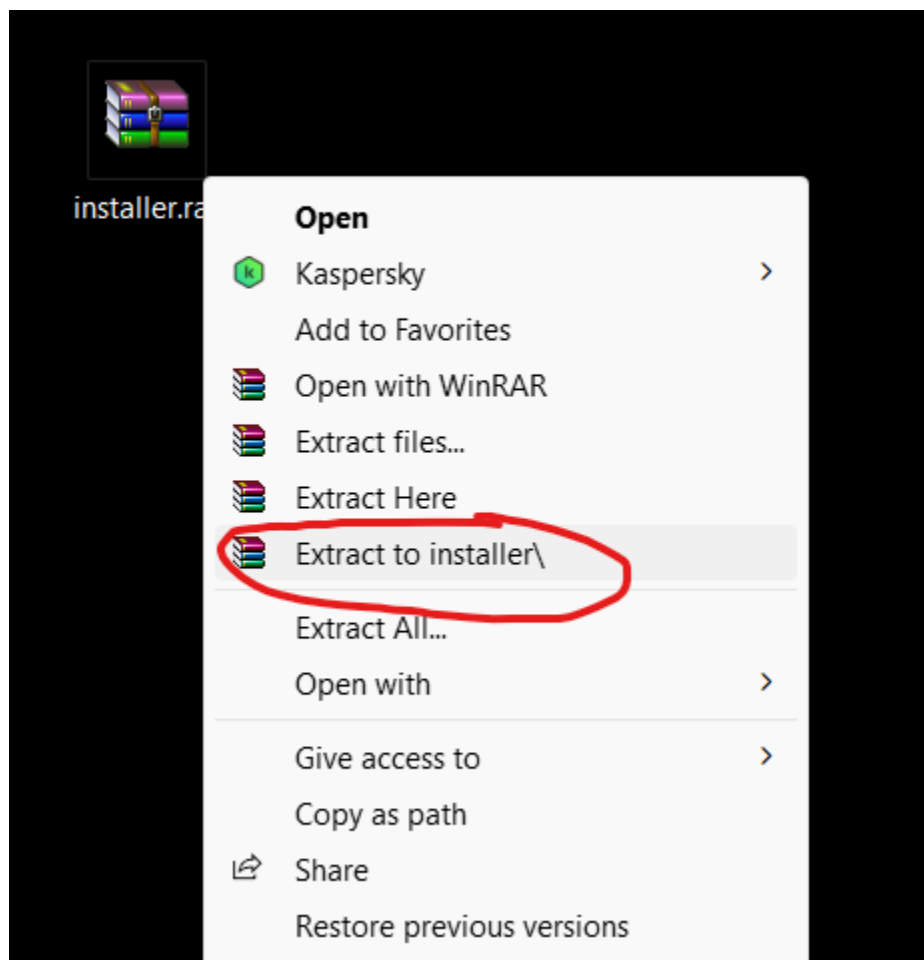 installer.ra
Open
Kaspersky
Add to Favorites
Open with WinRAR
Extract files...
Extract Here
Extract to installer\
Extract All...
Open with
Give access to
Copy as path
Share
Restore previous versions